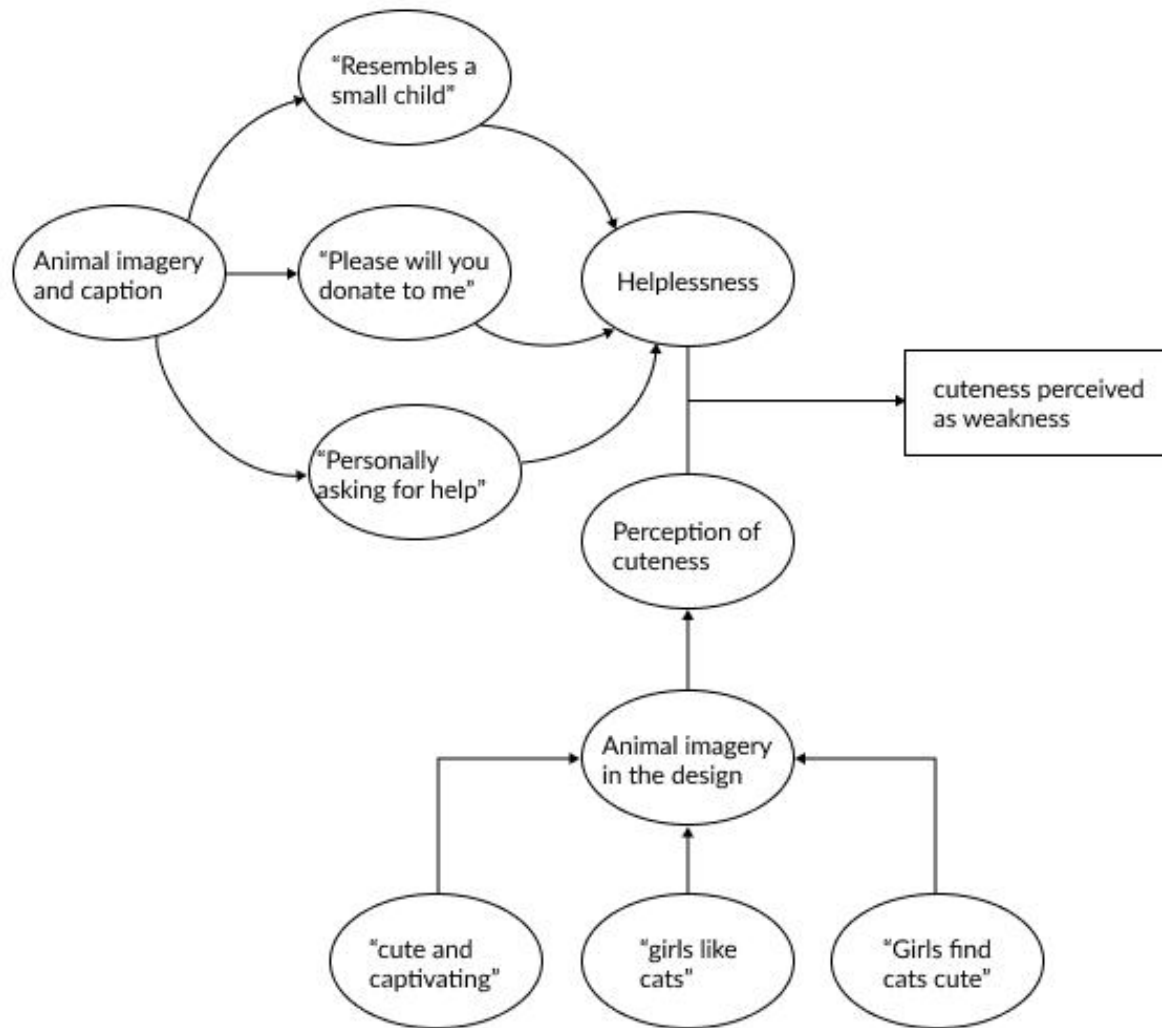 “Resembles a
small child”
Animal imagery
and caption
“Please will you
donate to me”
Helplessness
“Personally
asking for help”
cuteness perceived
as weakness
Perception of
cuteness
Animal imagery
in the design
“cute and
captivating”
“girls like
cats”
“Girls find
cats cute”